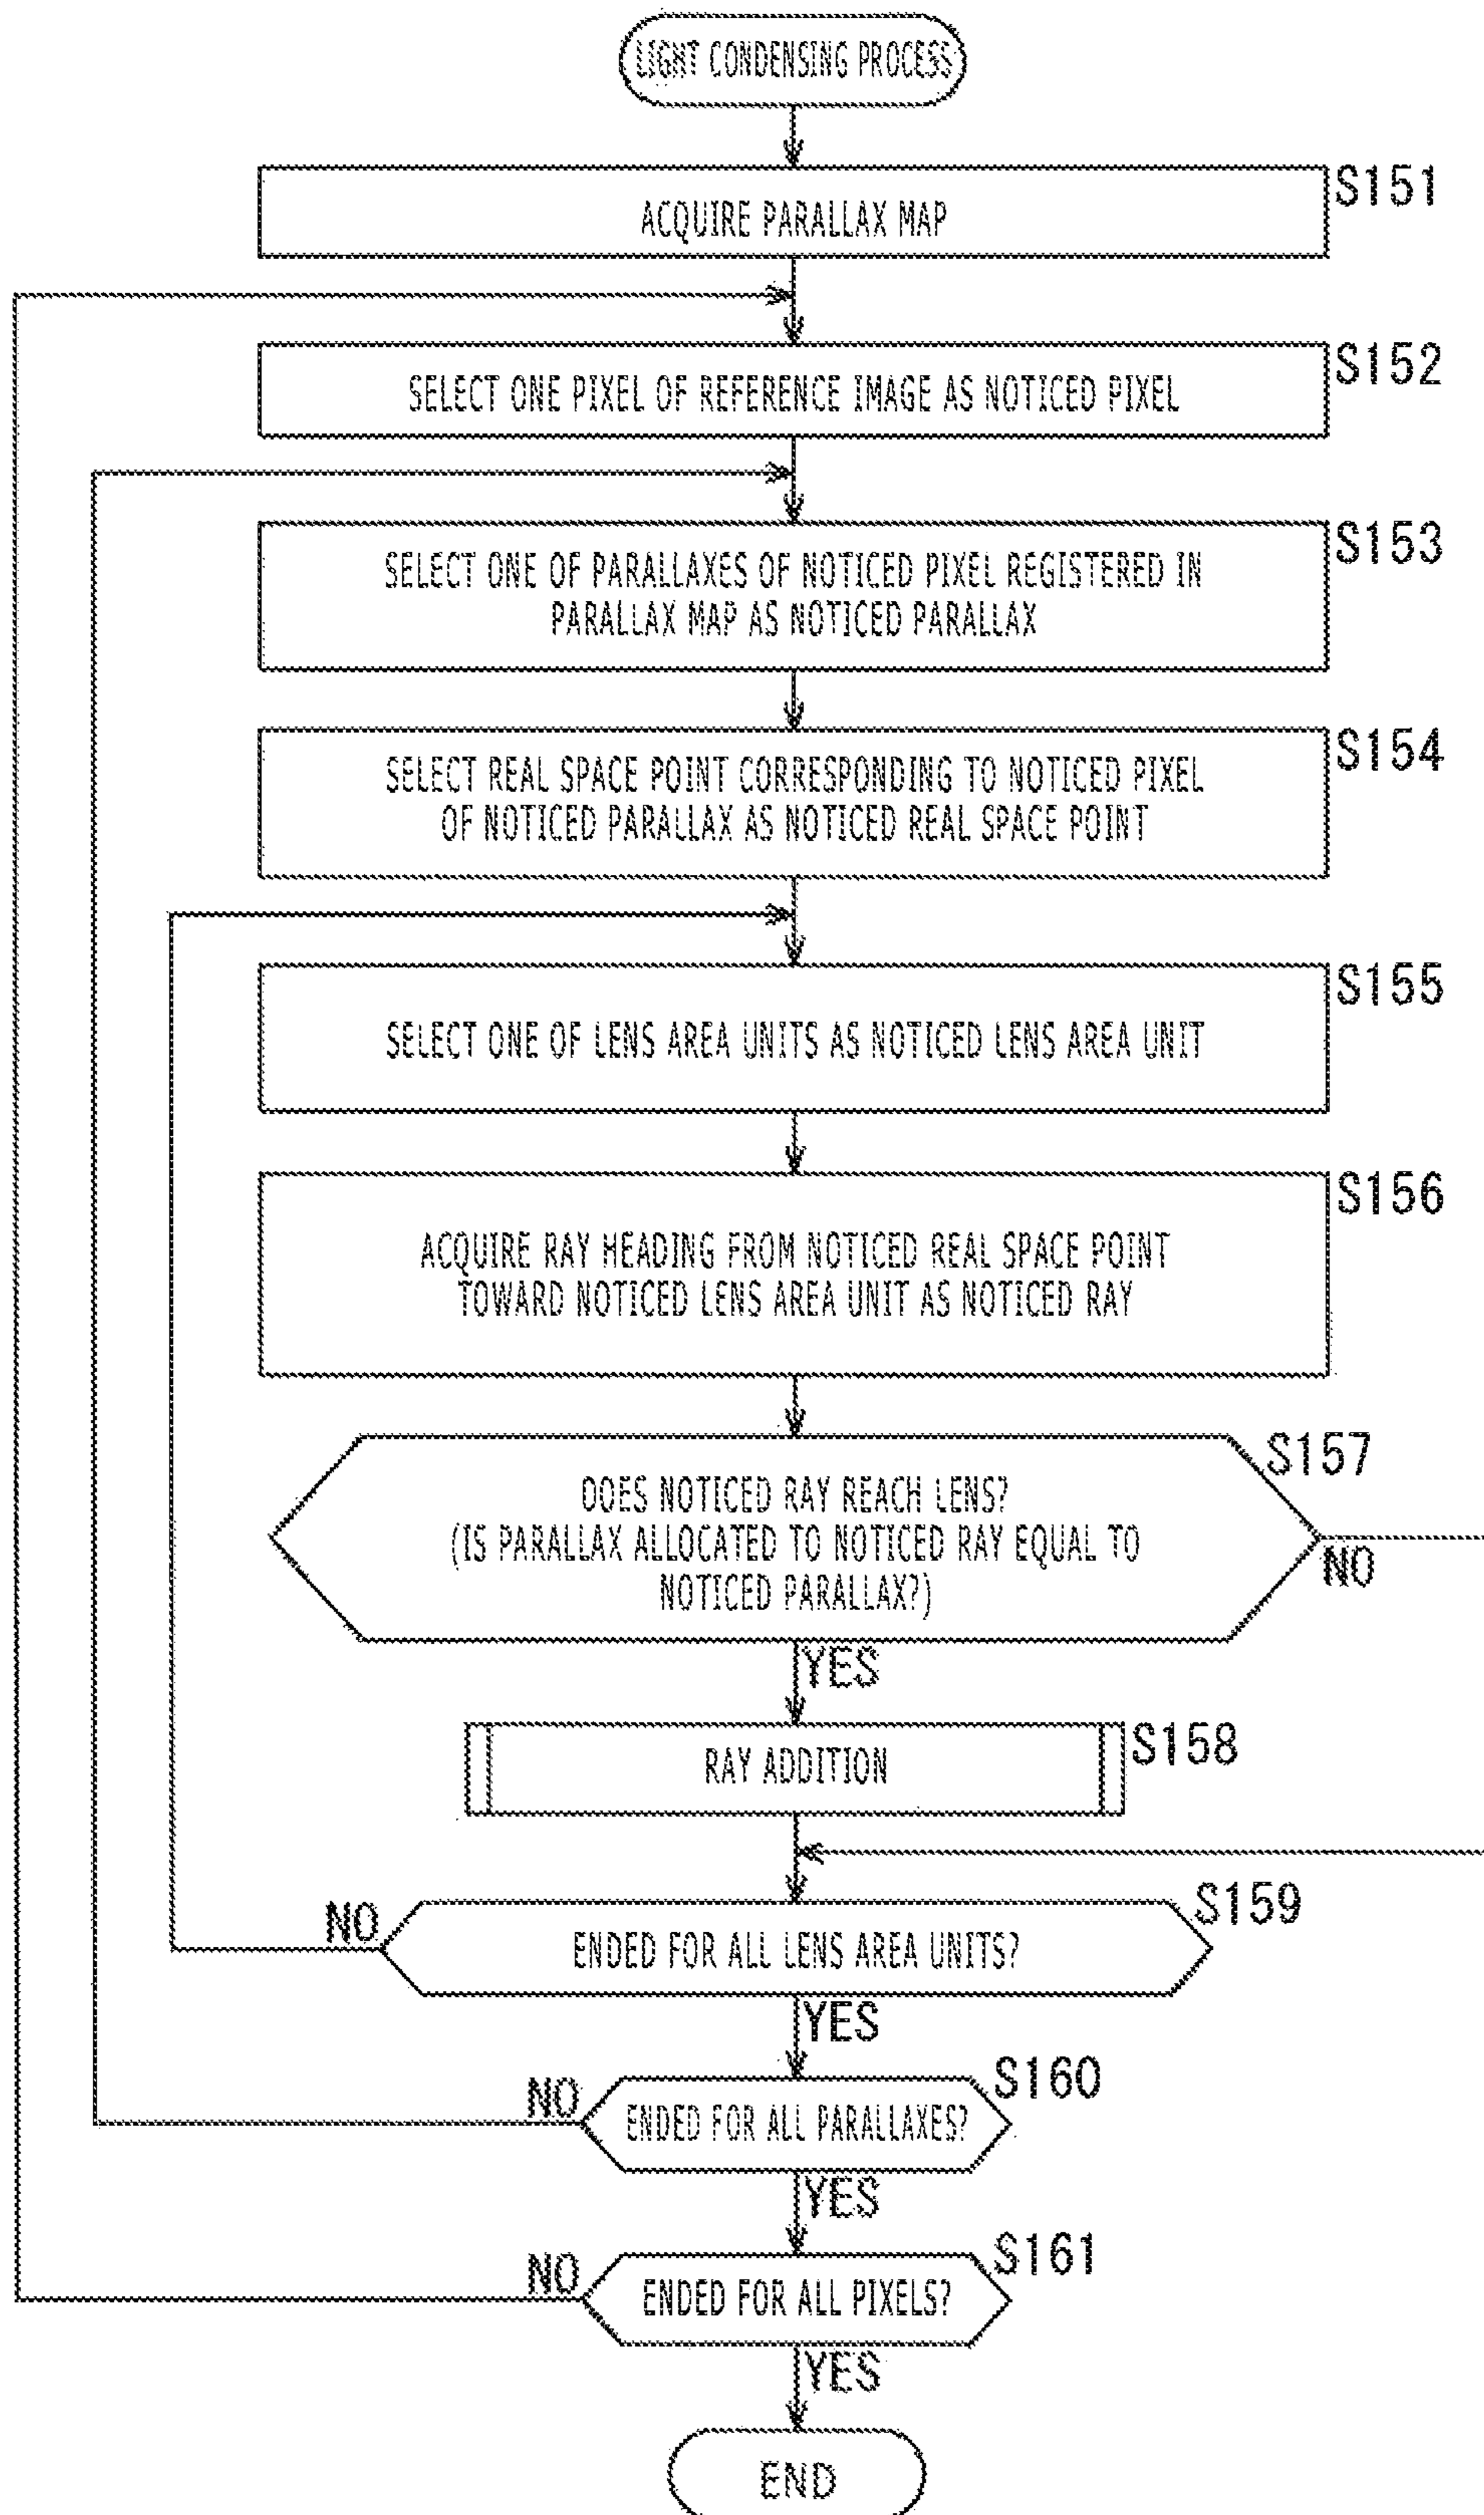 LIGHT CONDENSING PROCESS
S151
ACQUIRE PARALLAX MAP
S152
SELECT ONE PIXEL OF REFERENCE IMAGE AS NOTICED PIXEL
S153
SELECT ONE OF PARALLAXES OF NOTICED PIXEL REGISTERED IN
PARALLAX MAP AS NOTICED PARALLAX
S154
SELECT REAL SPACE POINT CORRESPONDING TO NOTICED PIXEL
OF NOTICED PARALLAX AS NOTICED REAL SPACE POINT
S155
SELECT ONE OF LENS AREA UNITS AS NOTICED LENS AREA UNIT
S156
ACQUIRE RAY HEADING FROM NOTICED REAL SPACE POINT
TOWARD NOTICED LENS AREA UNIT AS NOTICED RAY
S157
DOES NOTICED RAY REACH LENS?
(IS PARALLAX ALLOCATED TO NOTICED RAY EQUAL TO
NOTICED PARALLAX?)
NO
YES
S158
RAY ADDITION
S159
NO
ENDED FOR ALL LENS AREA UNITS?
YES
S160
NO
ENDED FOR ALL PARALLAXES?
YES
S161
NO
ENDED FOR ALL PIXELS?
YES
END